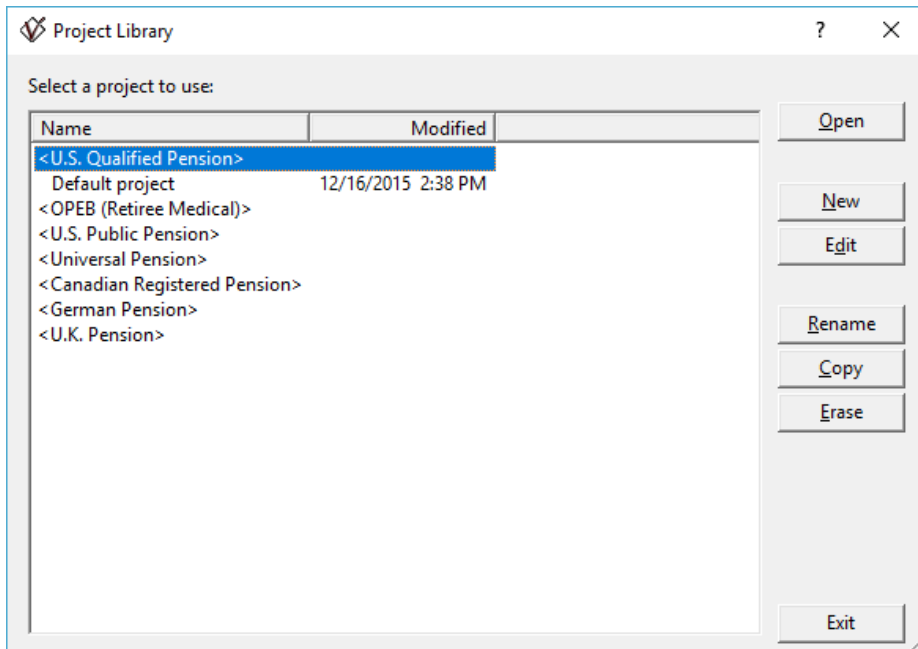 Project Library
?
Select a project to use:
Name Modified
<U.S. Qualified Pension>
Default project 12/16/2015 2:38 PM
<OPEB (Retiree Medical)>
<U.S. Public Pension>
<Universal Pension>
<Canadian Registered Pension>
<German Pension>
<U.K. Pension>
Open
New
Edit
Rename
Copy
Erase
Exit